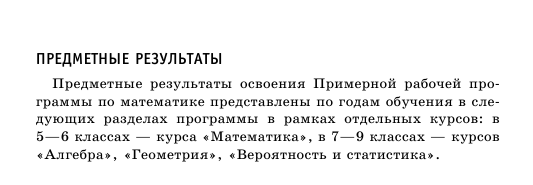 ПРЕДМЕТНЫЕ РЕЗУЛЬТАТЫ
Предметные результаты освоения Примерной рабочей про-
граммы по математике представлены по годам обучения в сле-
дующих разделах программы в рамках отдельных курсов: в
5—6 классах — курса «Математика», в 7—9 классах — курсов
«Алгебра», «Геометрия», «Вероятность и статистика».